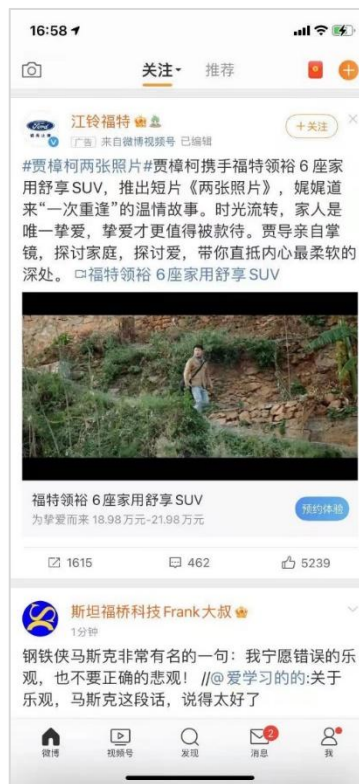 16:58
关注
推荐
江铃福特
广告 来自微博视频号 已编辑
+关注
#贾樟柯两张照片#贾樟柯携手福特领裕 6 座家
用舒享SUV，推出短片《两张照片》，娓娓道
来“一次重逢”的温情故事。时光流转，家人是
唯一挚爱，挚爱才更值得被款待。贾导亲自掌
镜，探讨家庭，探讨爱，带你直抵内心最柔软的
深处。 福特领裕 6座家用舒享SUV
福特领裕 6座家用舒享SUV
为挚爱而来 18.98万元-21.98万元
预约体验
1615
462
5239
斯坦福桥科技Frank大叔
1分钟
钢铁侠马斯克非常有名的一句：我宁愿错误的乐
观，也不要正确的悲观！ //@爱学习的的:关于
乐观，马斯克这段话，说得太好了
微博
视频号
发现
消息
2
我